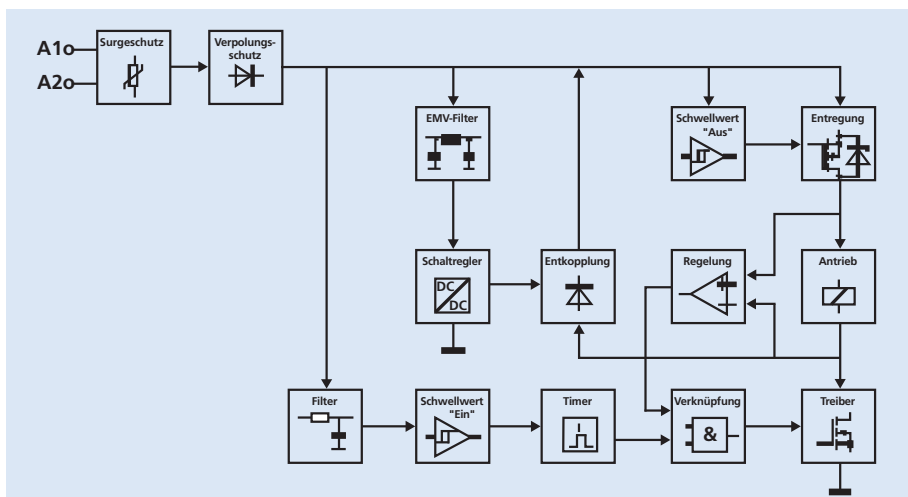 A1o
A2o
Surgeschutz
Verpolungs-
schutz
EMV-Filter
Schwellwert
"Aus"
Entregung
Schaltregler
DC
DC
Entkopplung
Regelung
Antrieb
Filter
Schwellwert
"Ein"
Timer
Verknüpfung
&
Treiber